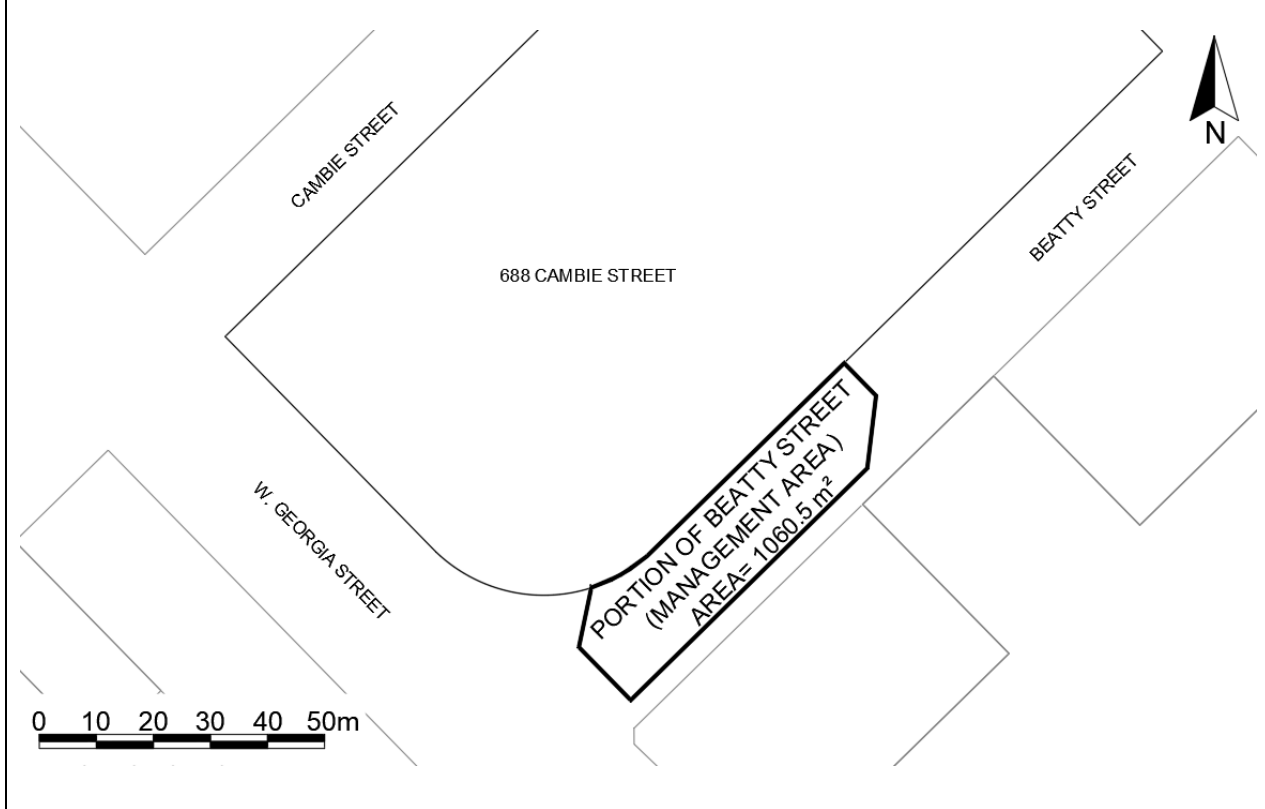 CAMBIE STREET
N
BEATTY STREET
688 CAMBIE STREET
PORTION OF BEATTY STREET
(MANAGEMENT AREA)
AREA= 1060.5 m²
W. GEORGIA STREET
0 10 20 30 40 50m